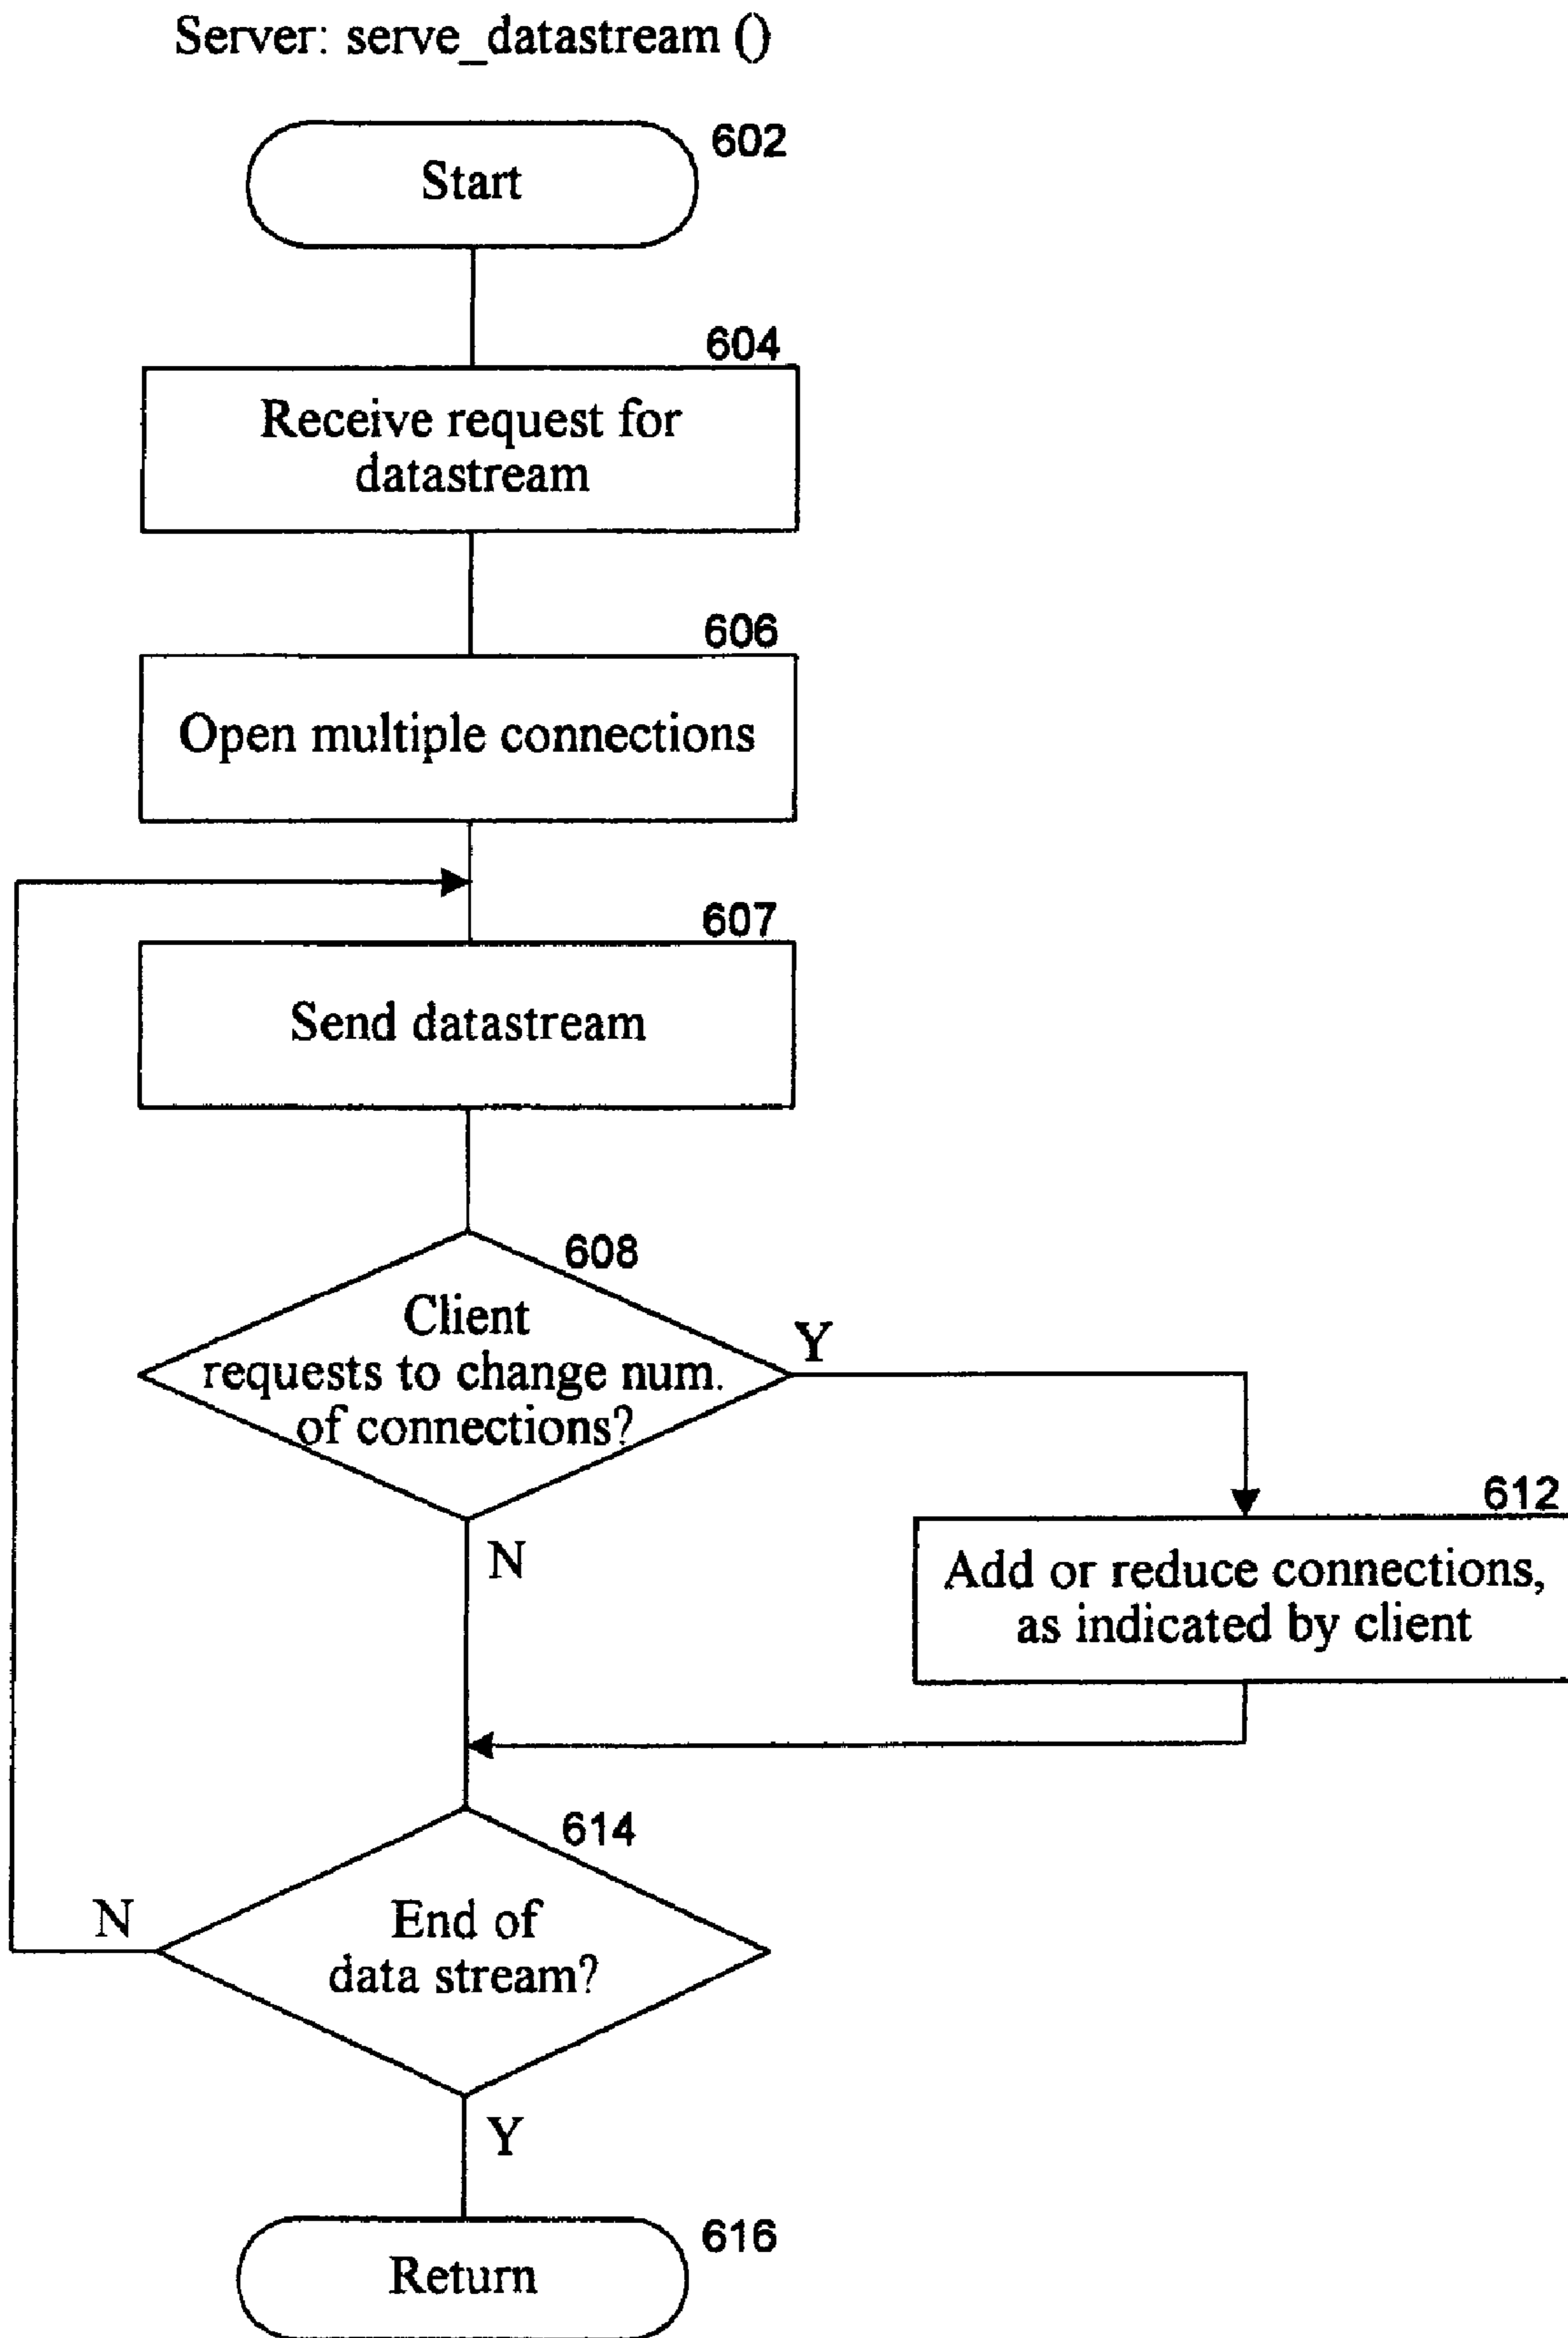 Server: serve_datastream ()
602
Start
604
Receive request for
datastream
606
Open multiple connections
607
Send datastream
608
Client
requests to change num.
of connections?
Y
N
612
Add or reduce connections,
as indicated by client
614
End of
data stream?
N
Y
616
Return